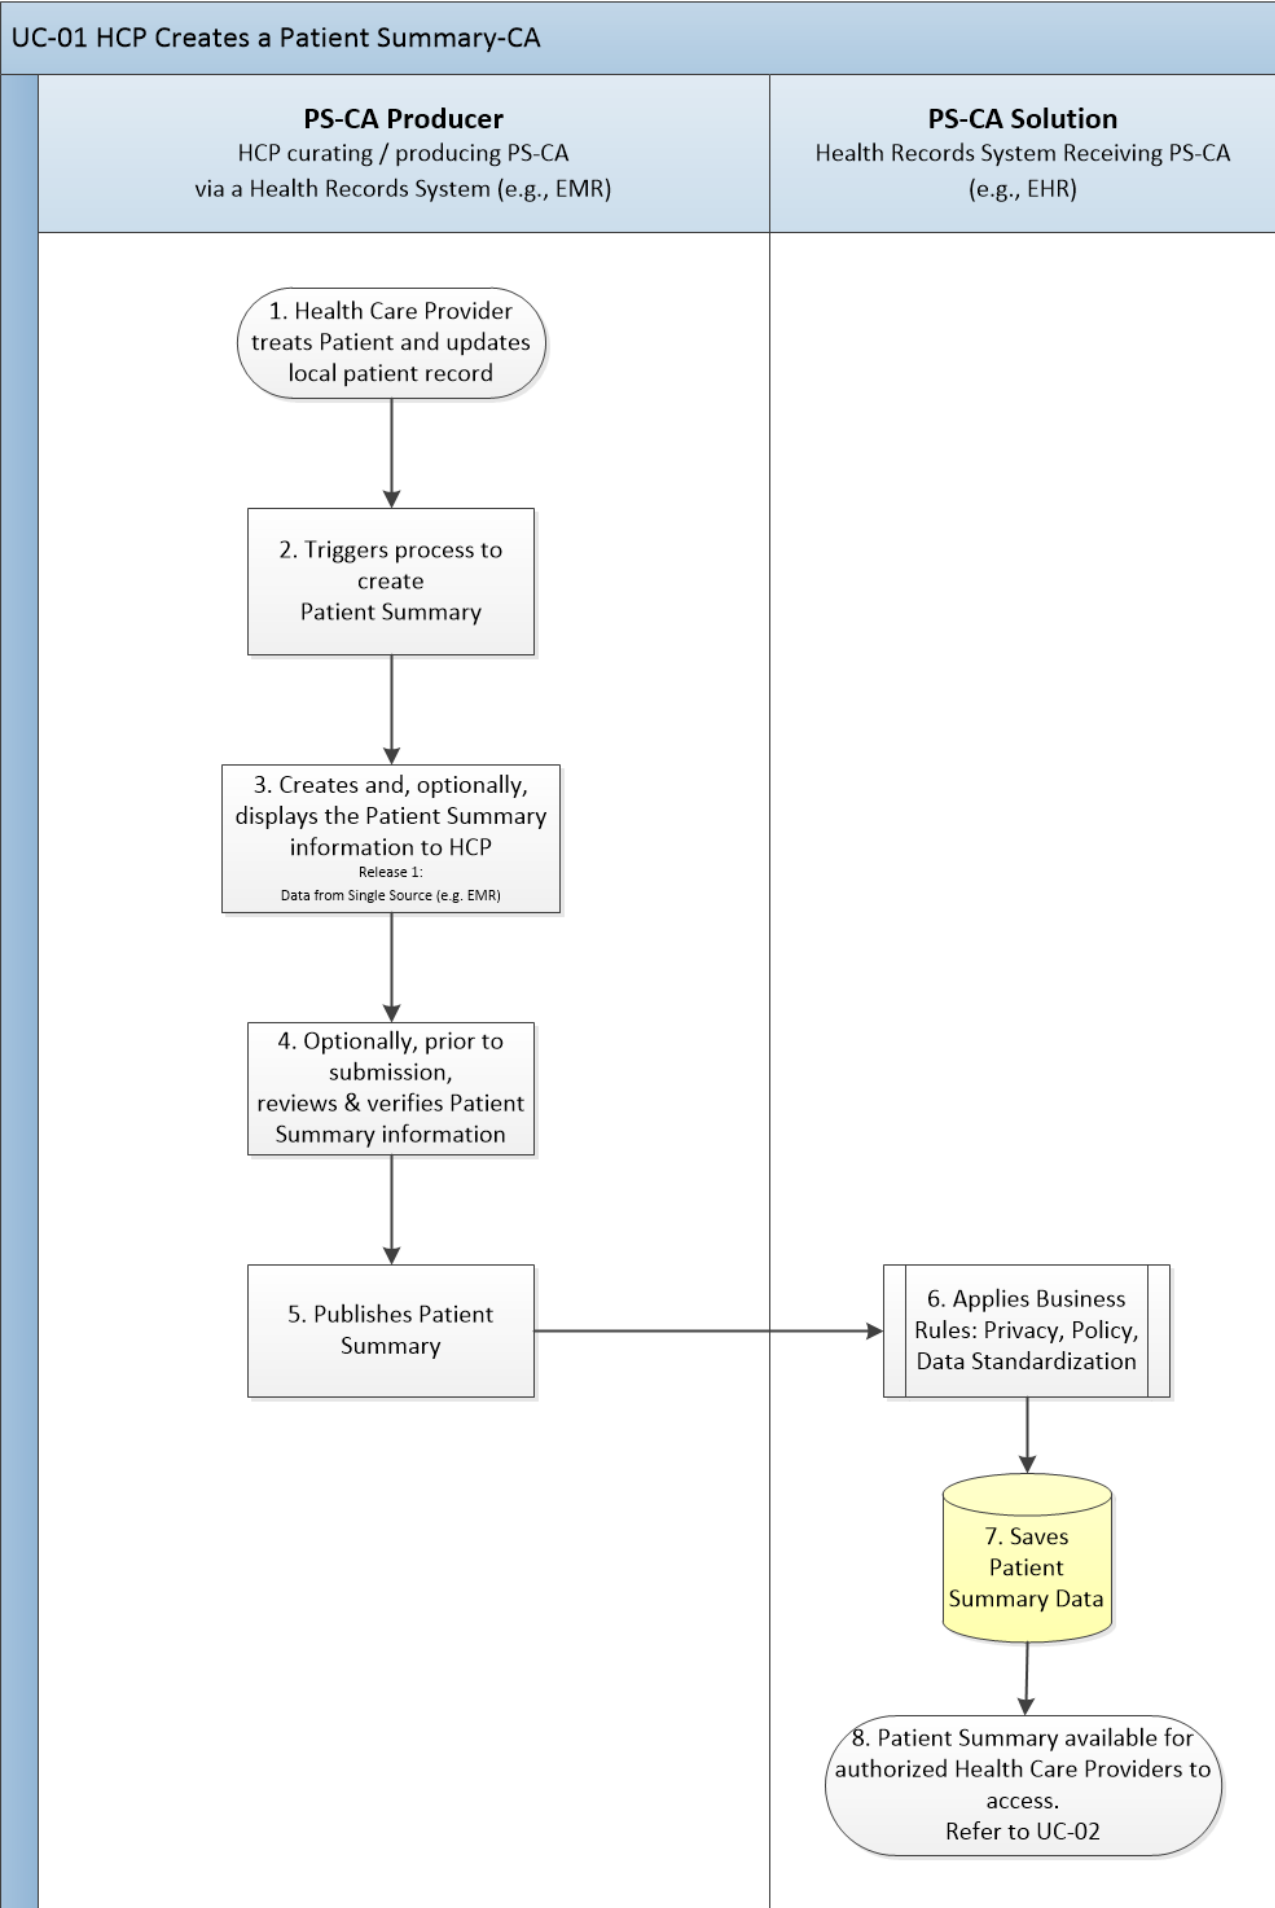 UC-01 HCP Creates a Patient Summary-CA
PS-CA Producer
HCP curating / producing PS-CA
via a Health Records System (e.g., EMR)
PS-CA Solution
Health Records System Receiving PS-CA
(e.g., EHR)
1. Health Care Provider
treats Patient and updates
local patient record
2. Triggers process to
create
Patient Summary
3. Creates and, optionally,
displays the Patient Summary
information to HCP
Release 1:
Data from Single Source (e.g. EMR)
4. Optionally, prior to
submission,
reviews & verifies Patient
Summary information
5. Publishes Patient
Summary
6. Applies Business
Rules: Privacy, Policy,
Data Standardization
7. Saves
Patient
Summary Data
8. Patient Summary available for
authorized Health Care Providers to
access.
Refer to UC-02